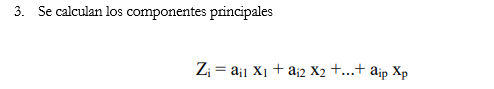 3. Se calculan los componentes principales
Zᵢ = aᵢ₁ x₁ + aᵢ₂ x₂ +...+ aᵢₚ xₚ